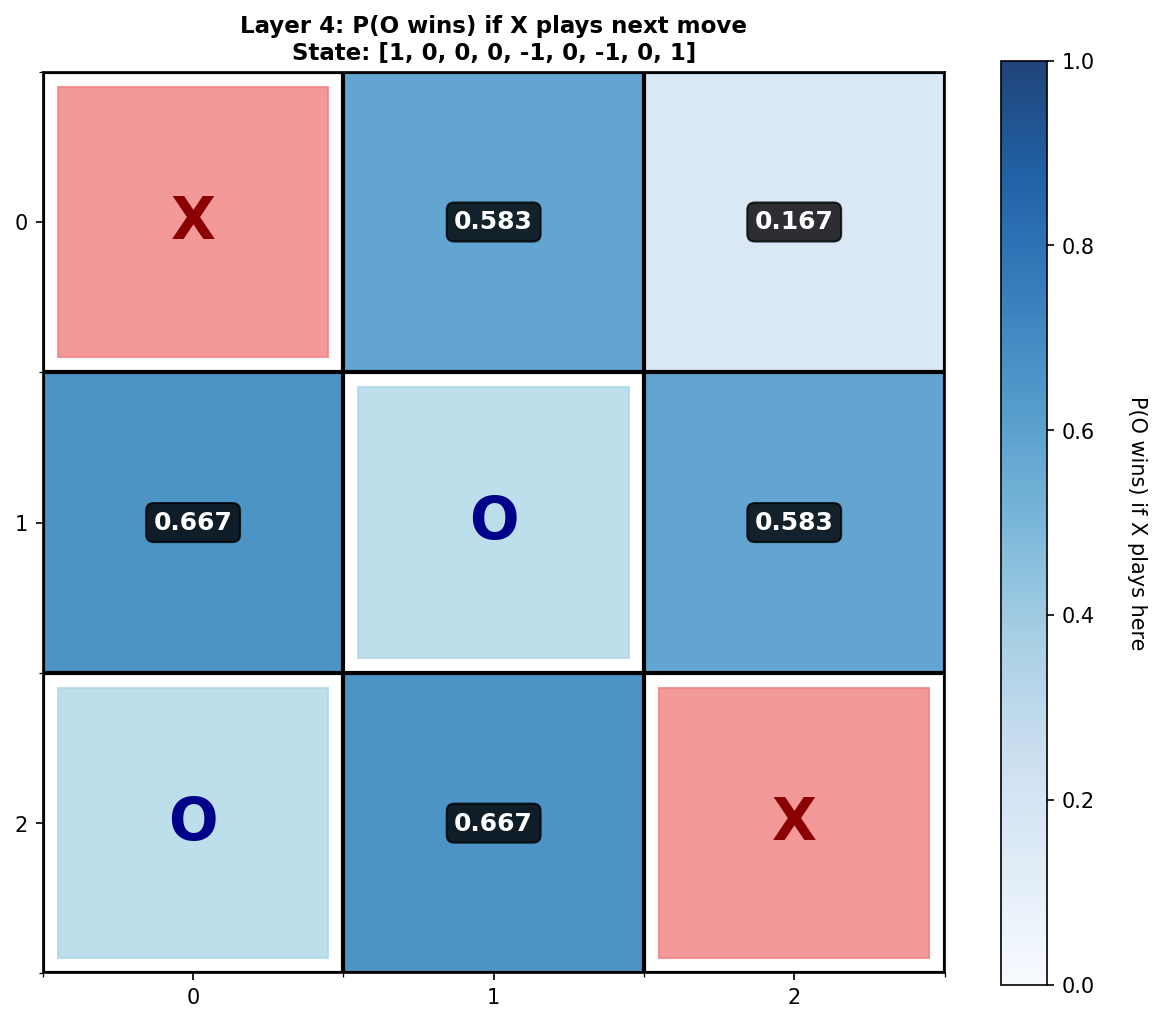 Layer 4: P(O wins) if X plays next move
State: [1, 0, 0, 0, -1, 0, -1, 0, 1]
X
0.583
0.167
0.667
O
0.583
O
0.667
X
0
1
2
0
1
2
1.0
0.8
0.6
0.4
0.2
0.0
P(O wins) if X plays here